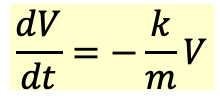 dV/dt = − k/m V